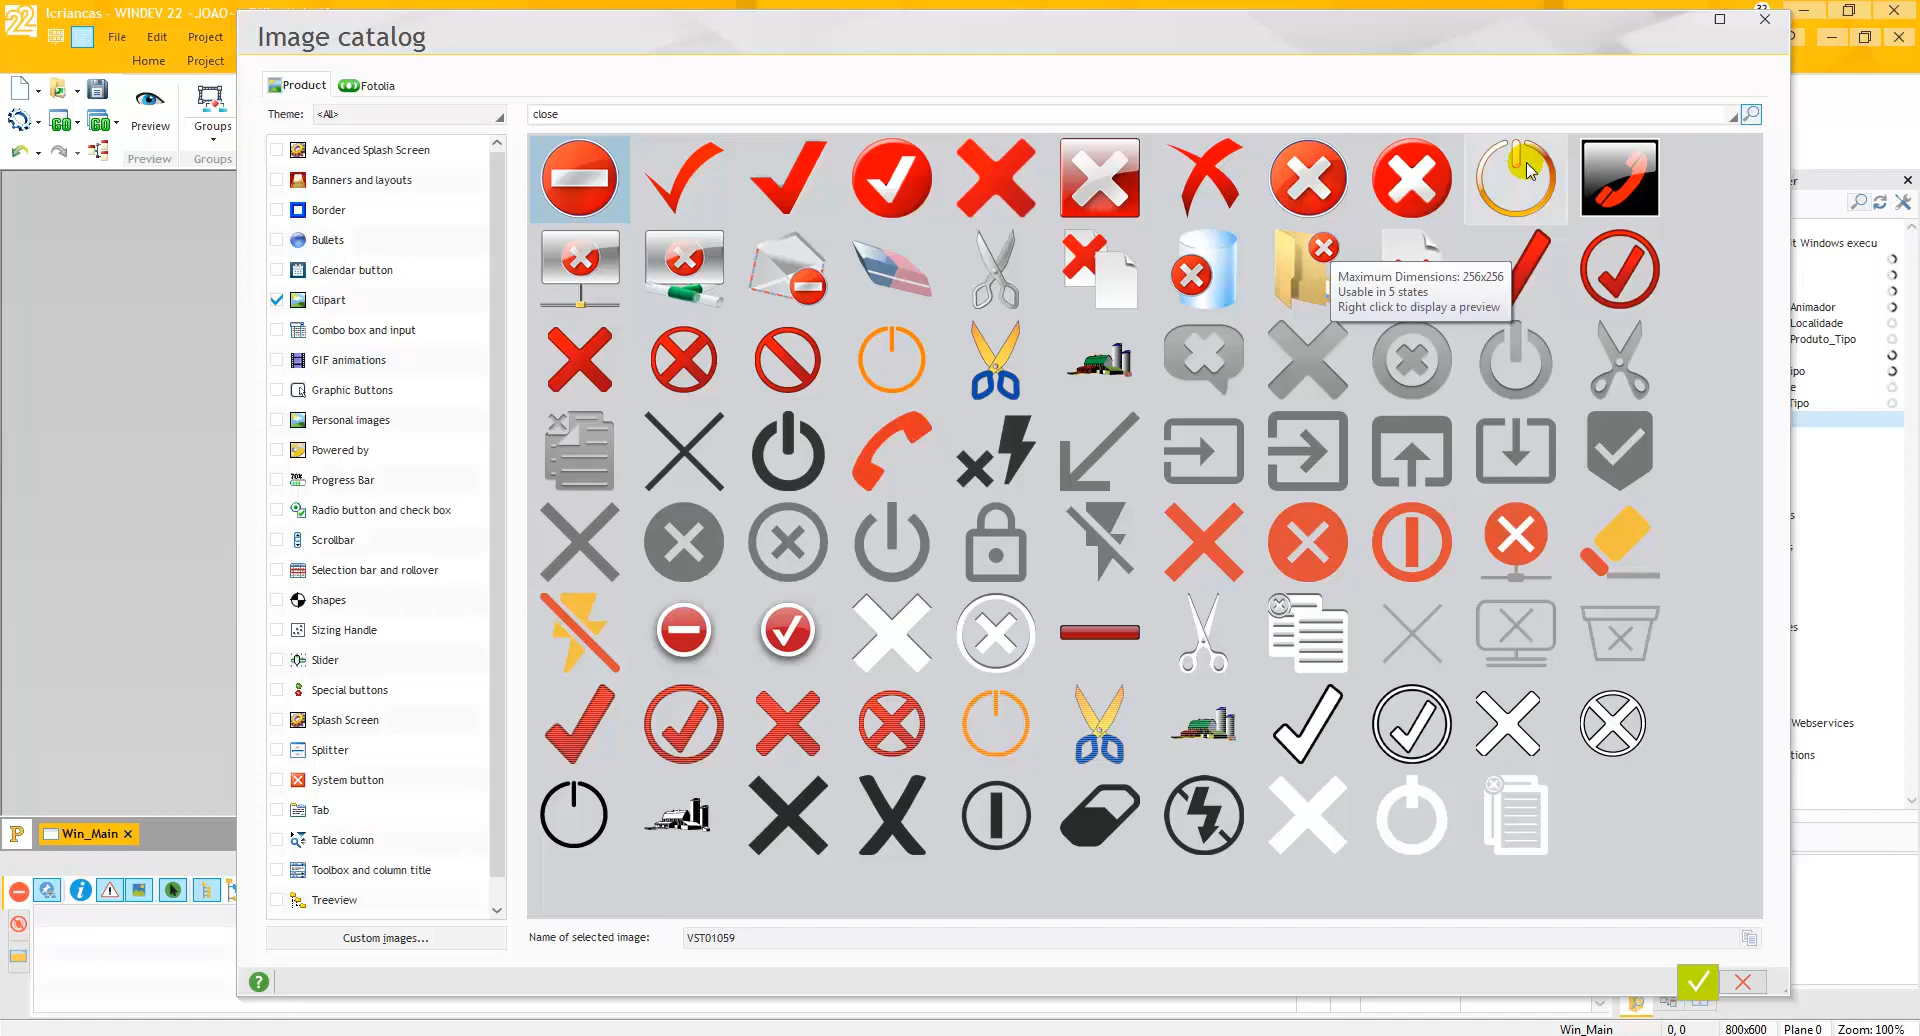 22
lcriancas - WINDEV 22 -JOAO-
File Edit Project
Home Project
Preview
Groups
Preview Groups
Image catalog
Product Fotolia
Theme: <All>
close
Advanced Splash Screen
Banners and layouts
Border
Bullets
Calendar button
Clipart
Combo box and input
GIF animations
Graphic Buttons
Personal images
Powered by
Progress Bar
Radio button and check box
Scrollbar
Selection bar and rollover
Shapes
Sizing Handle
Slider
Special buttons
Splash Screen
Splitter
System button
Tab
Table column
Toolbox and column title
Treeview
Custom images...
Maximum Dimensions: 256x256
Usable in 5 states
Right click to display a preview
Name of selected image: VST01059
t Windows execu
Animador
Localidade
Produto_Tipo
ipo
e
Tipo
Webservices
tions
Win_Main
Win_Main 0, 0 800x600 Plane 0 Zoom: 100%